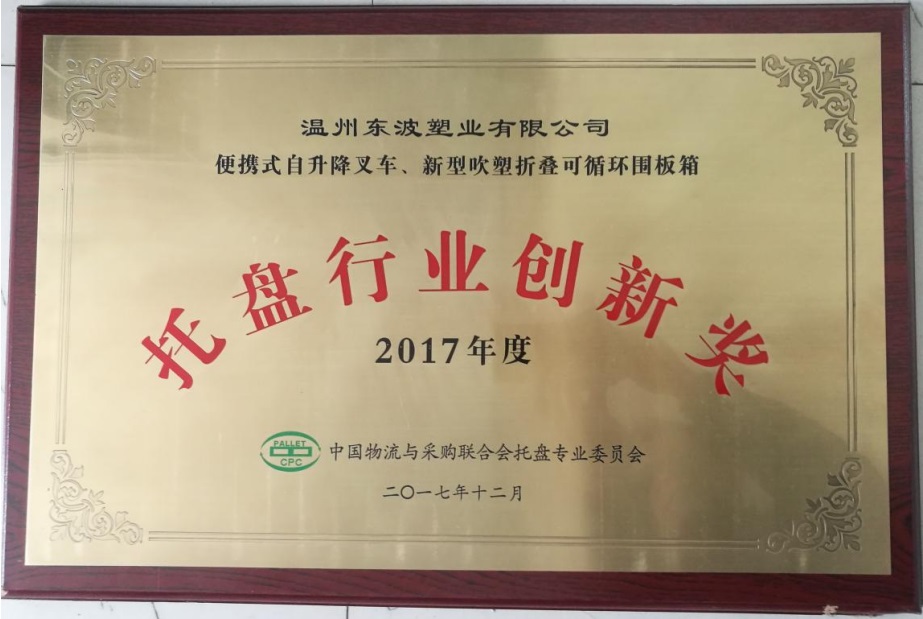 温州东波塑业有限公司
便携式自升降叉车、新型吹塑折叠可循环围板箱
托盘行业创新奖
2017年度
PALLET
CPC
中国物流与采购联合会托盘专业委员会
二〇一七年十二月